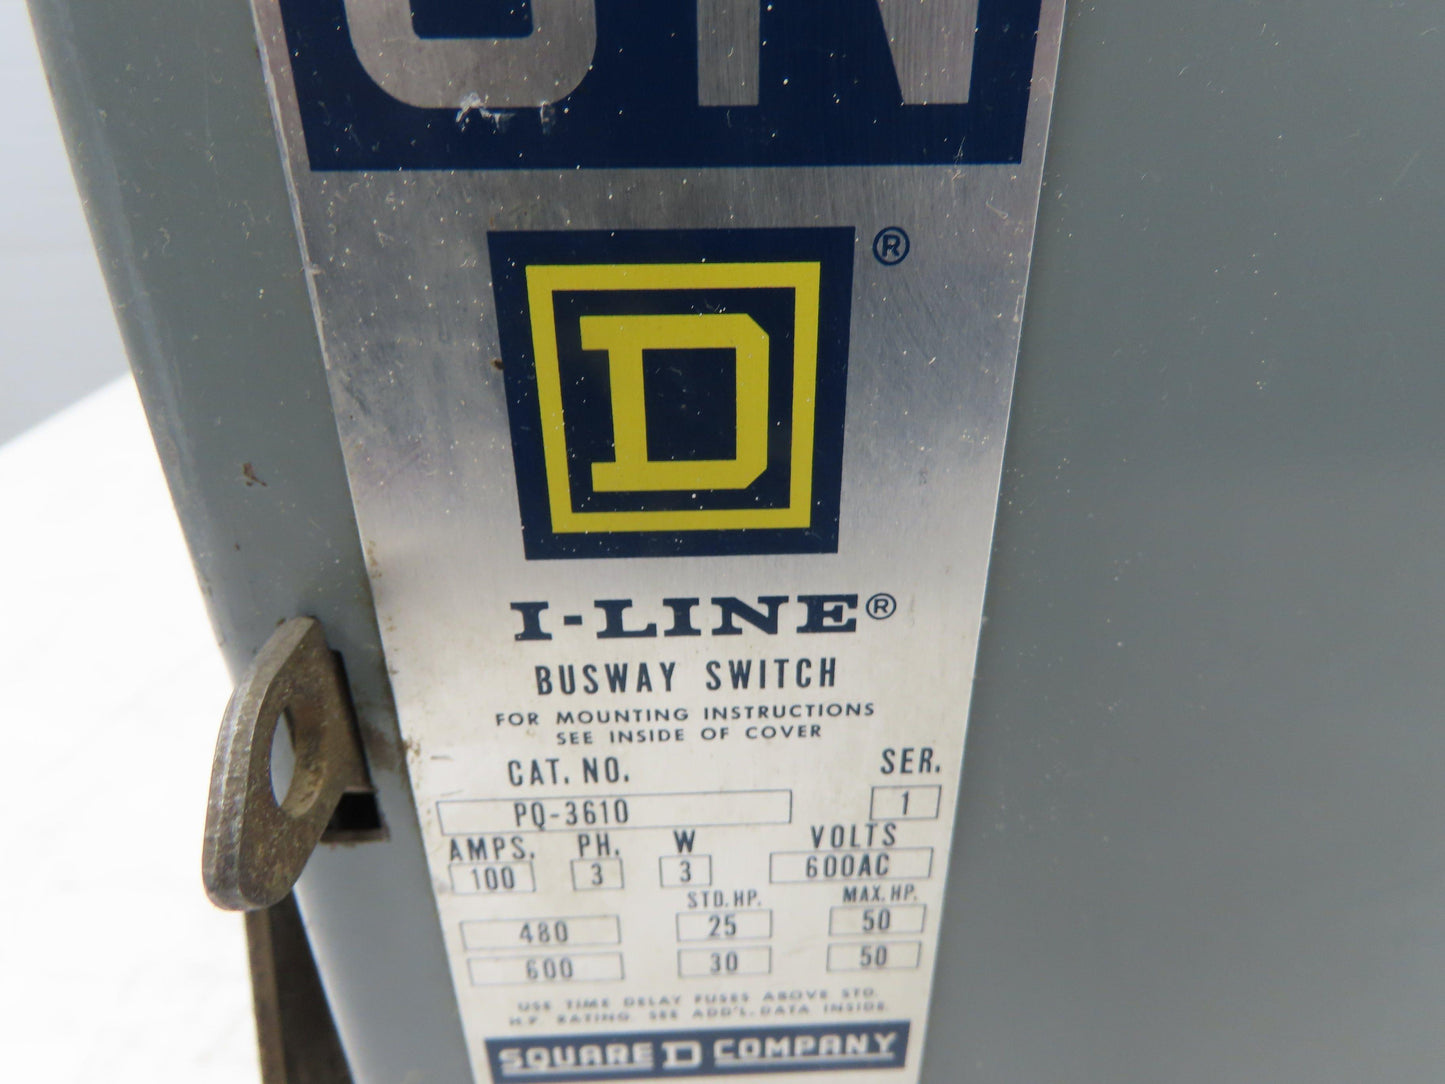 ON
D ®
I-LINE®
BUSWAY SWITCH
FOR MOUNTING INSTRUCTIONS
SEE INSIDE OF COVER
CAT. NO. SER.
PQ-3610 1
AMPS. PH. W VOLTS
100 3 3 600AC
STD. HP. MAX. HP.
480 25 50
600 30 50
USE TIME DELAY FUSES ABOVE STD.
H.P. RATING. SEE ADD'L. DATA INSIDE.
SQUARE D COMPANY